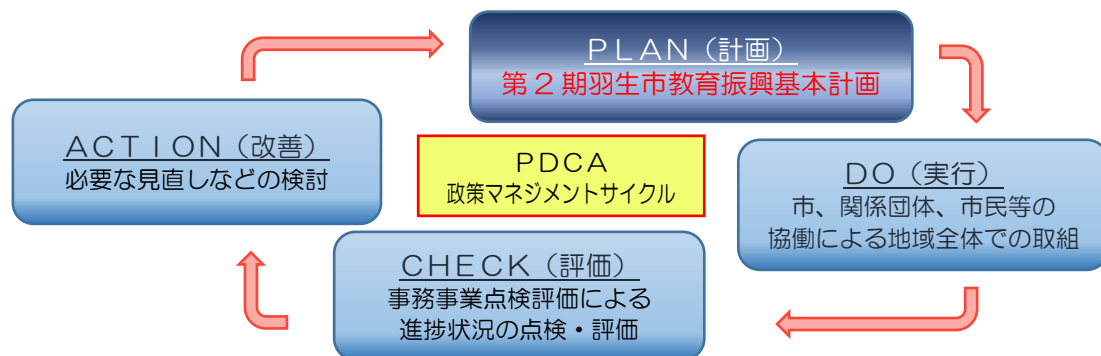 PLAN（計画）
第２期羽生市教育振興基本計画
ACTION（改善）
必要な見直しなどの検討
PDCA
政策マネジメントサイクル
DO（実行）
市、関係団体、市民等の
協働による地域全体での取組
CHECK（評価）
事務事業点検評価による
進捗状況の点検・評価